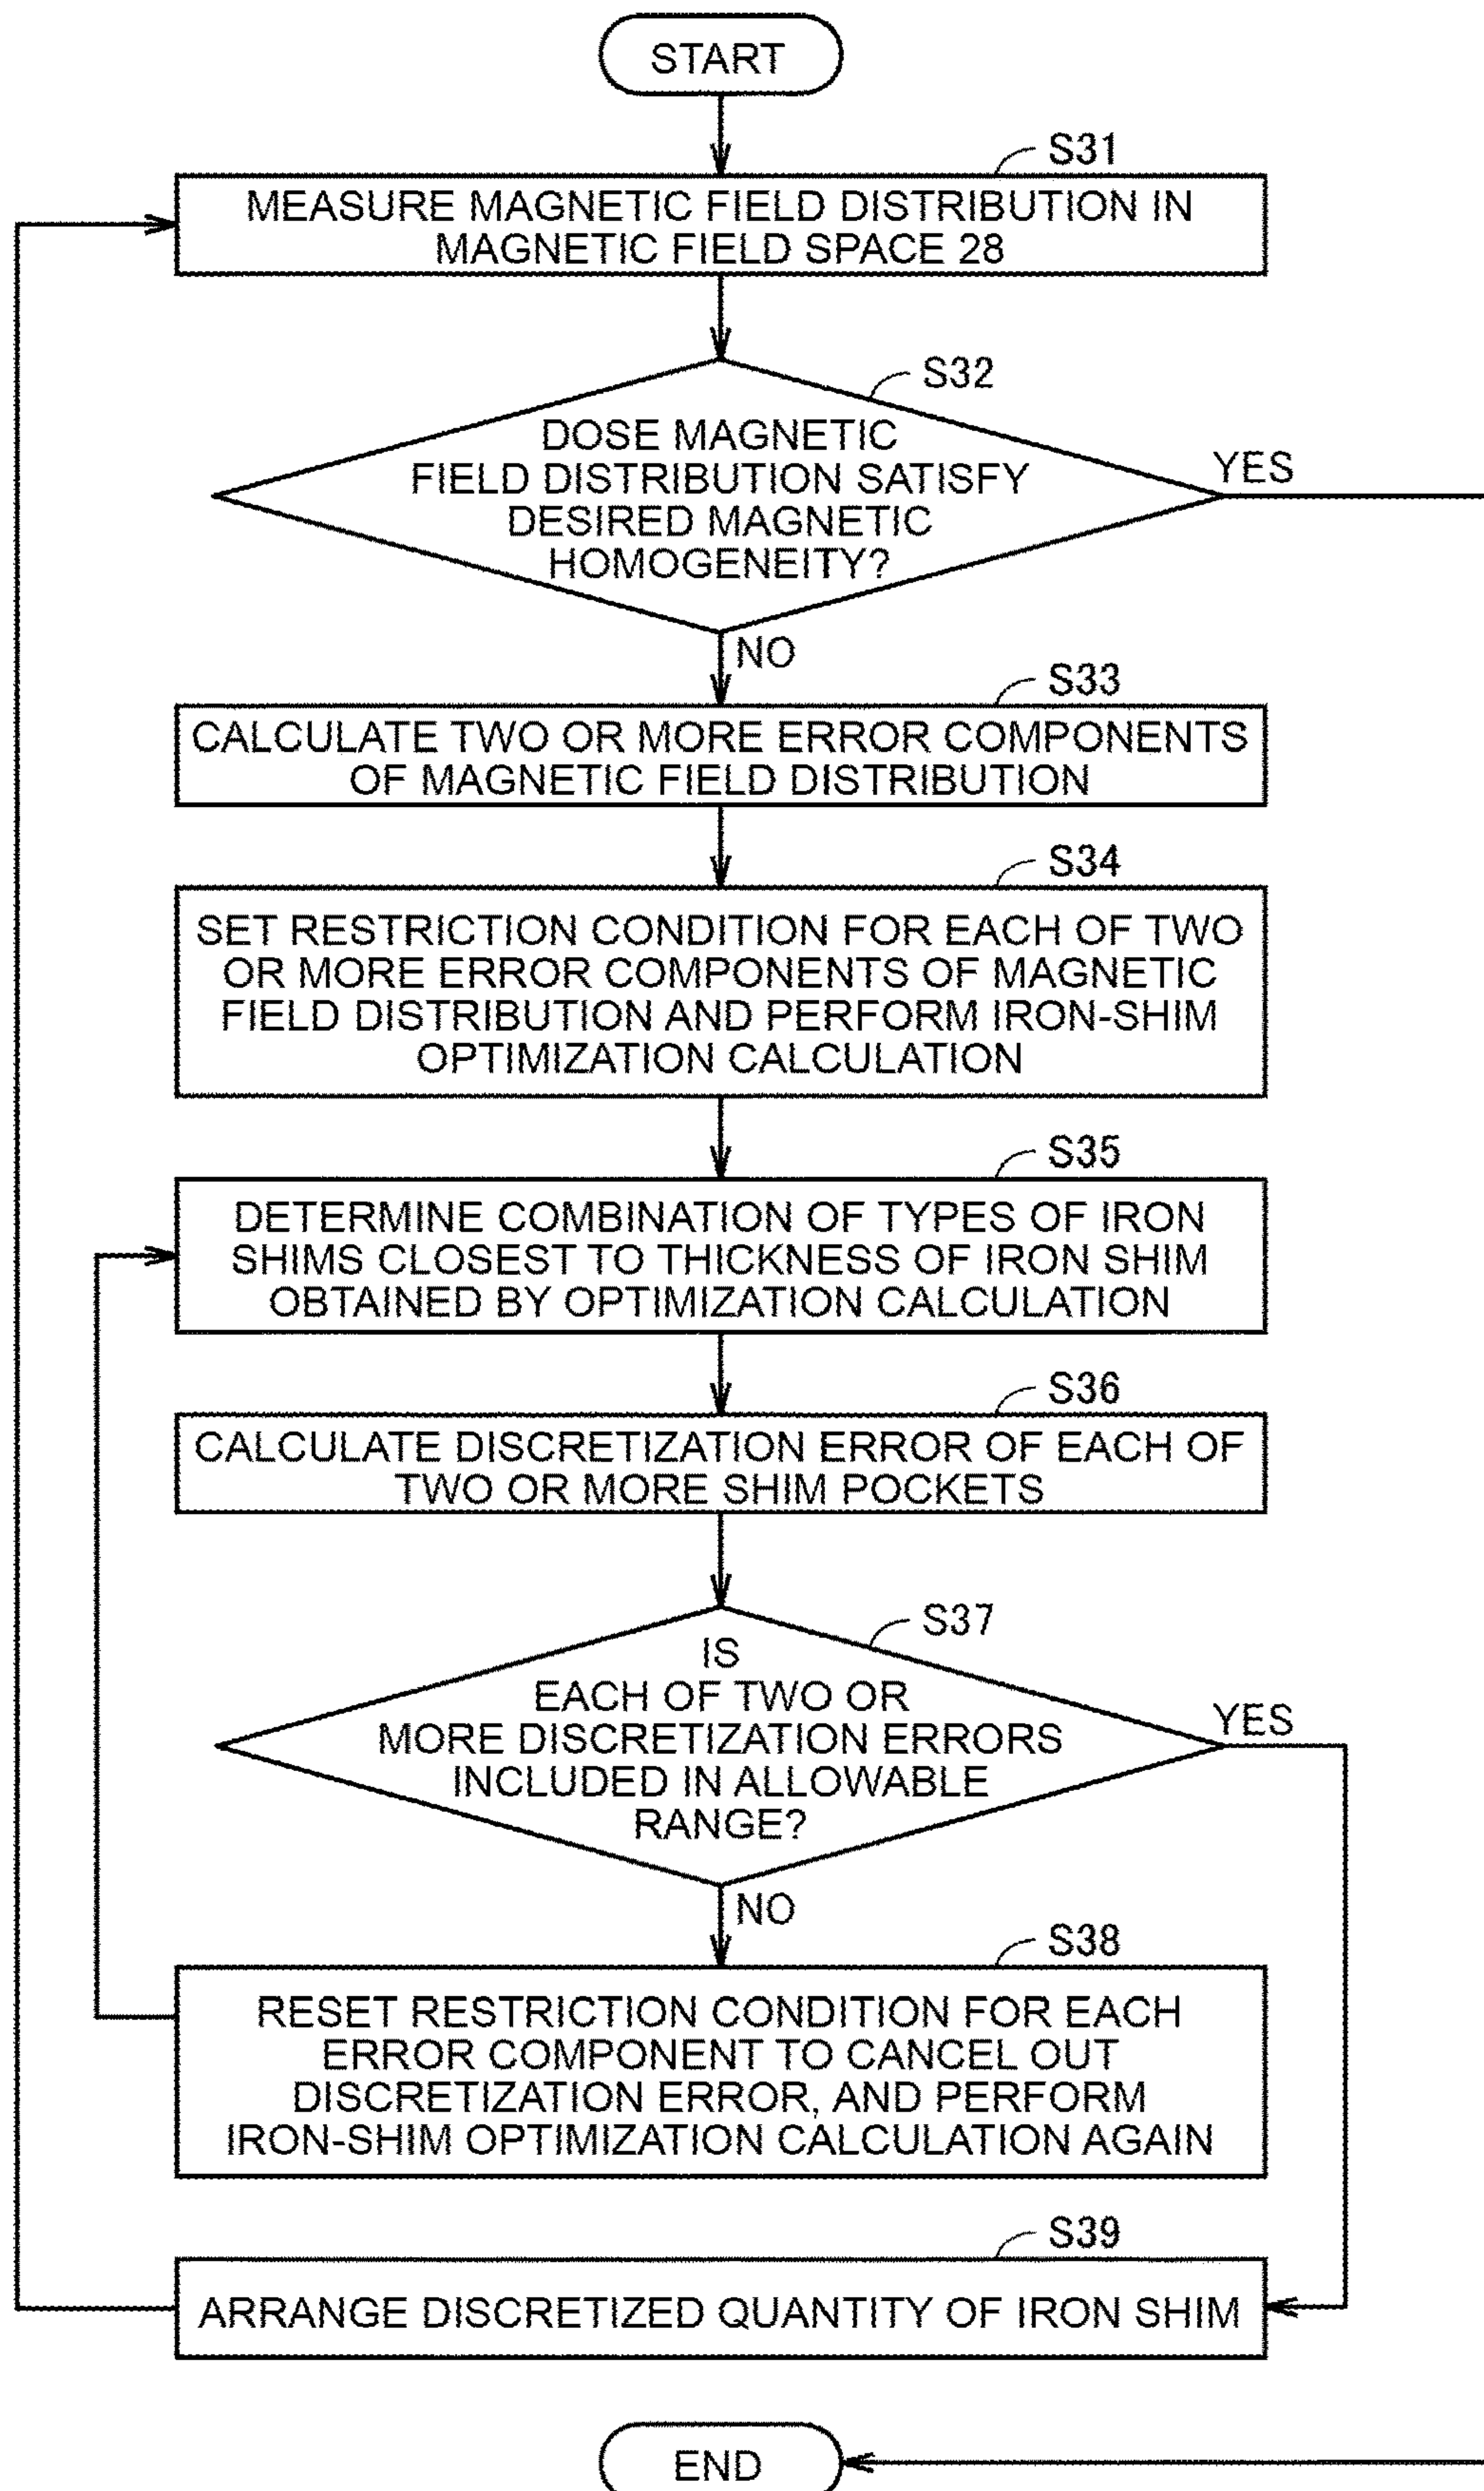 START
S31
MEASURE MAGNETIC FIELD DISTRIBUTION IN
MAGNETIC FIELD SPACE 28
S32
DOSE MAGNETIC
FIELD DISTRIBUTION SATISFY
DESIRED MAGNETIC
HOMOGENEITY?
YES
NO
S33
CALCULATE TWO OR MORE ERROR COMPONENTS
OF MAGNETIC FIELD DISTRIBUTION
S34
SET RESTRICTION CONDITION FOR EACH OF TWO
OR MORE ERROR COMPONENTS OF MAGNETIC
FIELD DISTRIBUTION AND PERFORM IRON-SHIM
OPTIMIZATION CALCULATION
S35
DETERMINE COMBINATION OF TYPES OF IRON
SHIMS CLOSEST TO THICKNESS OF IRON SHIM
OBTAINED BY OPTIMIZATION CALCULATION
S36
CALCULATE DISCRETIZATION ERROR OF EACH OF
TWO OR MORE SHIM POCKETS
S37
IS
EACH OF TWO OR
MORE DISCRETIZATION ERRORS
INCLUDED IN ALLOWABLE
RANGE?
YES
NO
S38
RESET RESTRICTION CONDITION FOR EACH
ERROR COMPONENT TO CANCEL OUT
DISCRETIZATION ERROR, AND PERFORM
IRON-SHIM OPTIMIZATION CALCULATION AGAIN
S39
ARRANGE DISCRETIZED QUANTITY OF IRON SHIM
END